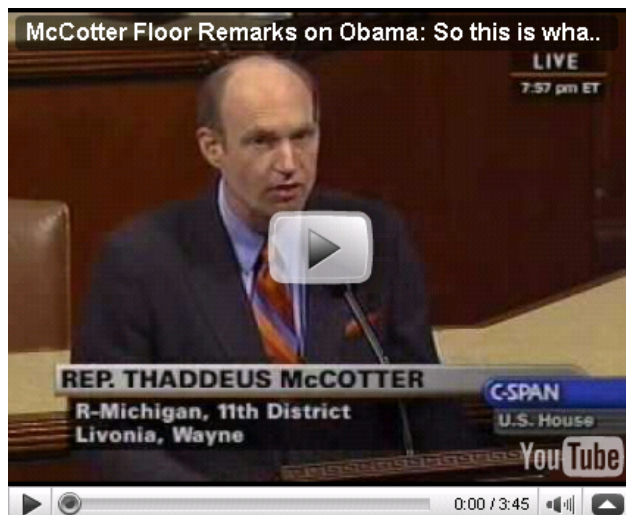 McCotter Floor Remarks on Obama: So this is wha..
LIVE
7:57 pm ET
REP. THADDEUS McCOTTER
R-Michigan, 11th District
Livonia, Wayne
C-SPAN
U.S. House
YouTube
0:00 / 3:45